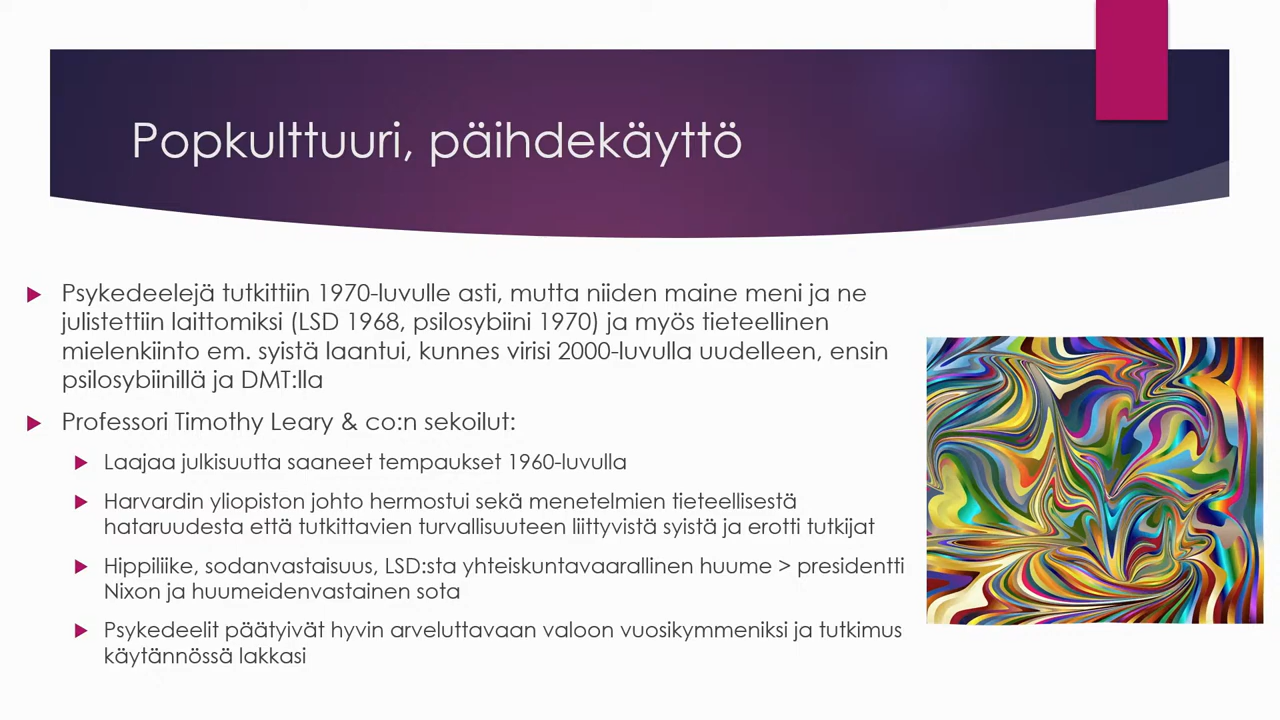 Popkulttuuri, päihdekäyttö
Psykedeelejä tutkittiin 1970-luvulle asti, mutta niiden maine meni ja ne
julistettiin laittomiksi (LSD 1968, psilosybiini 1970) ja myös tieteellinen
mielenkiinto em. syistä laantui, kunnes virisi 2000-luvulla uudelleen, ensin
psilosybiinillä ja DMT:lla
Professori Timothy Leary & co:n sekoilut:
Laajaa julkisuutta saaneet tempaukset 1960-luvulla
Harvardin yliopiston johto hermostui sekä menetelmien tieteellisestä
hataruudesta että tutkittavien turvallisuuteen liittyvistä syistä ja erotti tutkijat
Hippiliike, sodanvastaisuus, LSD:sta yhteiskuntavaarallinen huume > presidentti
Nixon ja huumeidenvastainen sota
Psykedeelit päätyivät hyvin arveluttavaan valoon vuosikymmeniksi ja tutkimus
käytännössä lakkasi